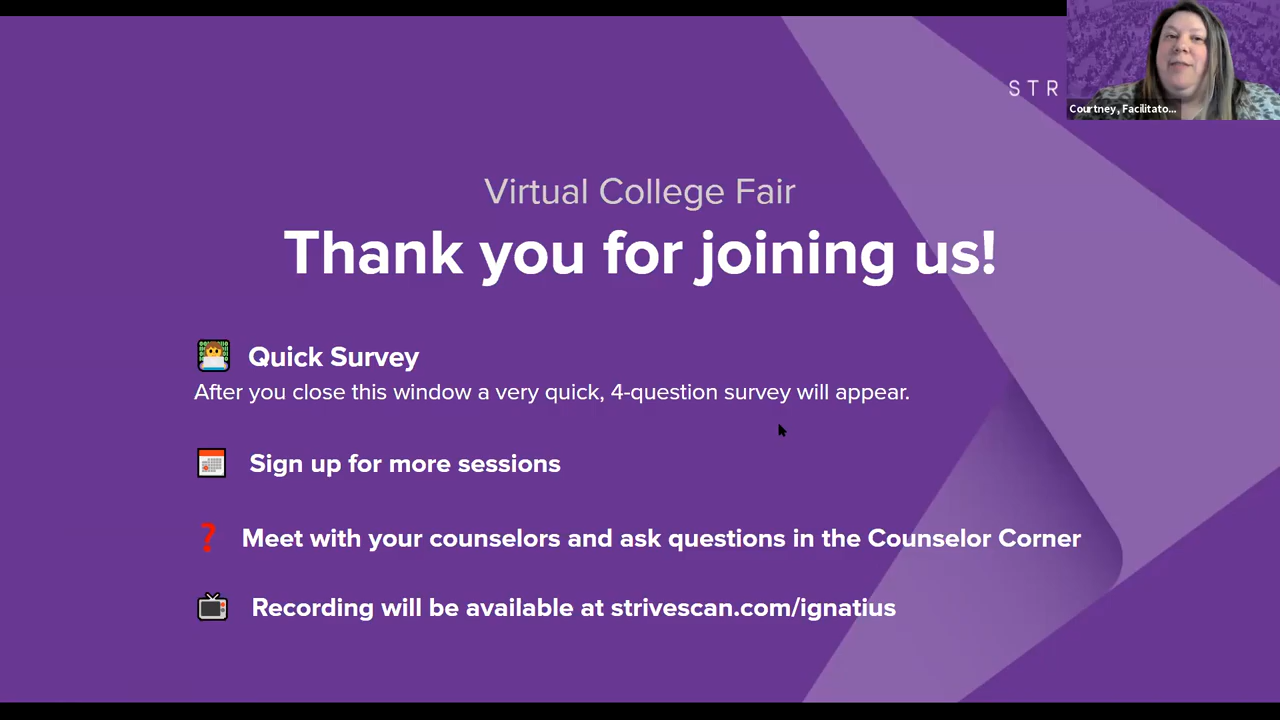 STR
Courtney, Facilitato...
Virtual College Fair
Thank you for joining us!
Quick Survey
After you close this window a very quick, 4-question survey will appear.
Sign up for more sessions
❓ Meet with your counselors and ask questions in the Counselor Corner
Recording will be available at strivescan.com/ignatius